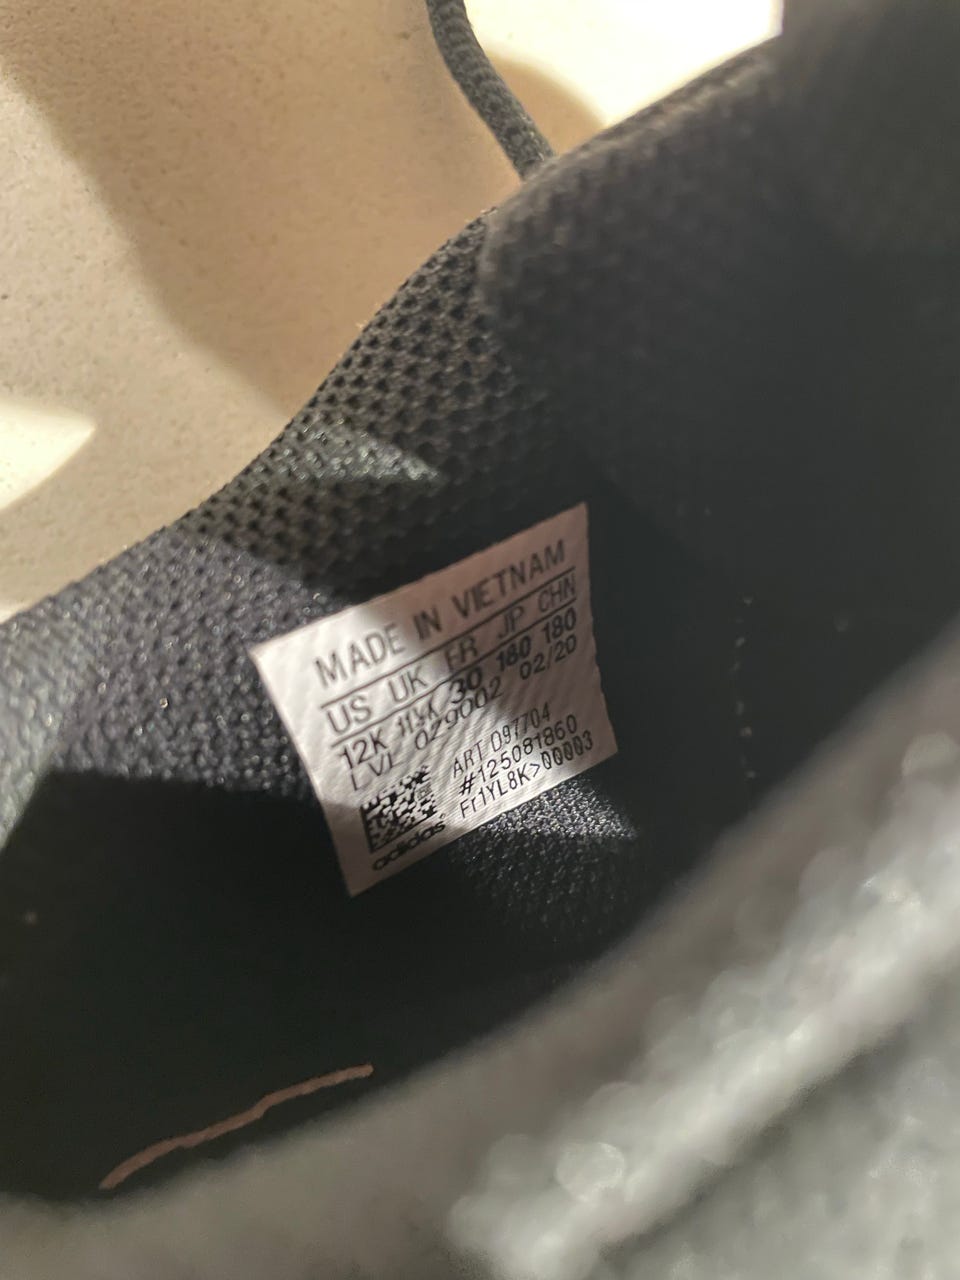 MADE IN VIETNAM
US UK FR JP CHN
12K 11½K 30 180 180
LVL 029002 02/20
ART D97704
#125081860
Fr1YL8K>00003
adidas